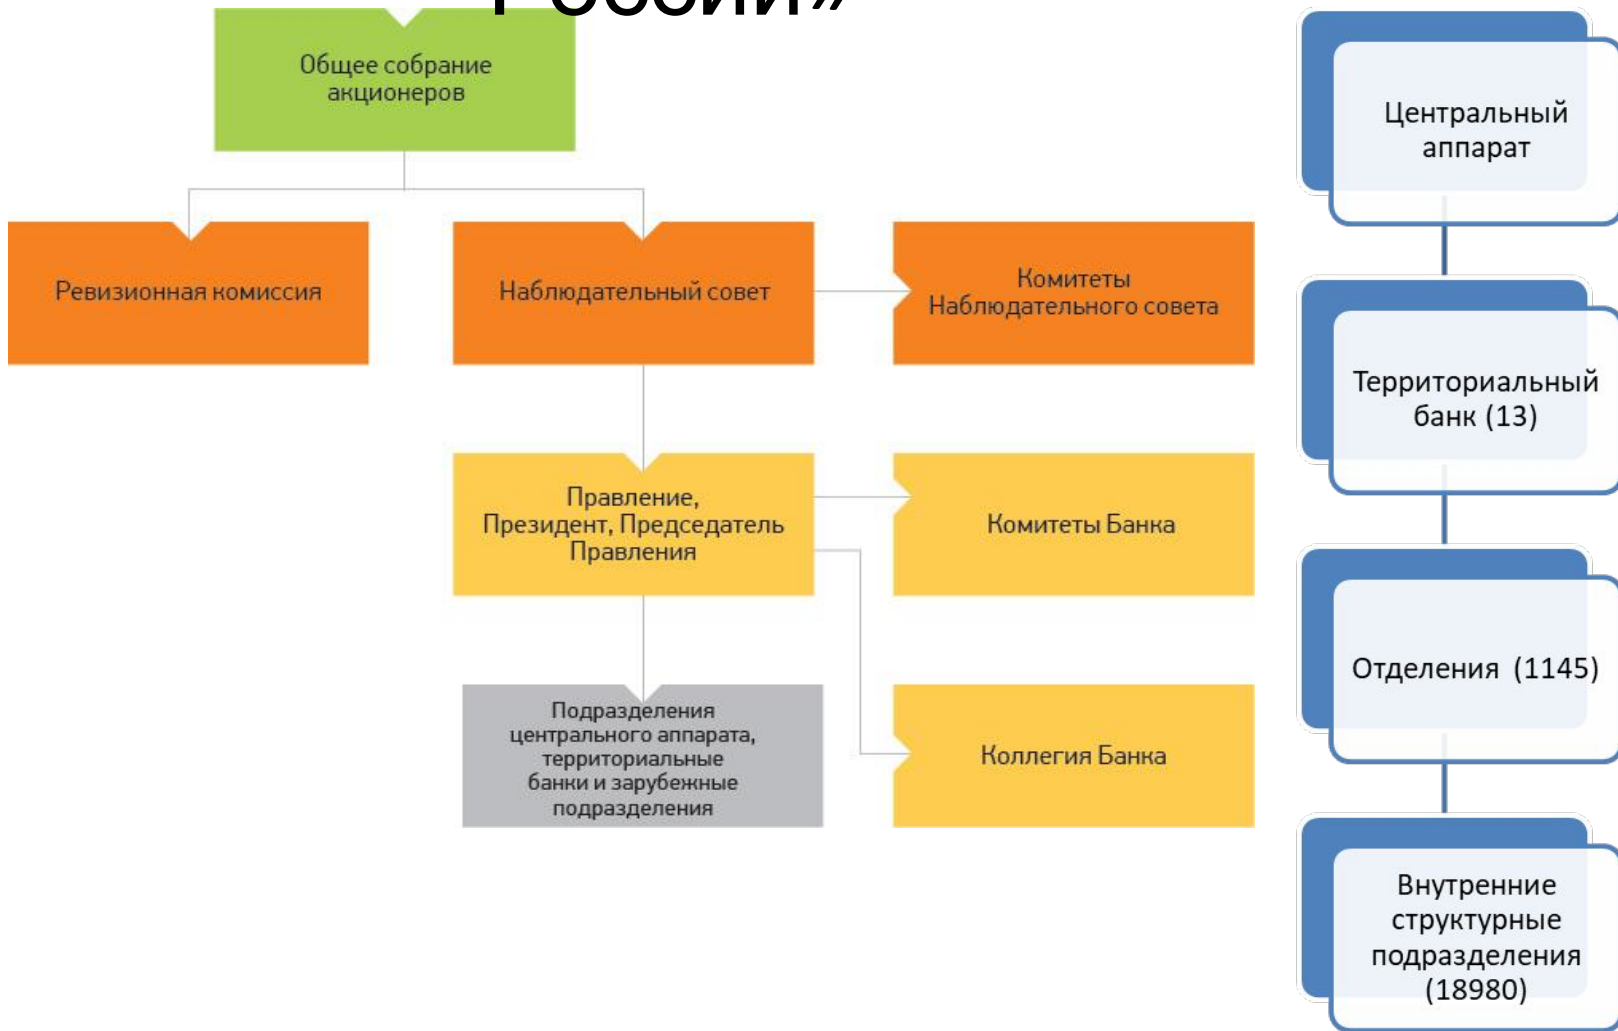 России»
Общее собрание
акционеров
Ревизионная комиссия
Наблюдательный совет
Комитеты
Наблюдательного совета
Правление,
Президент, Председатель
Правления
Комитеты Банка
Подразделения
центрального аппарата,
территориальные
банки и зарубежные
подразделения
Коллегия Банка
Центральный
аппарат
Территориальный
банк (13)
Отделения (1145)
Внутренние
структурные
подразделения
(18980)